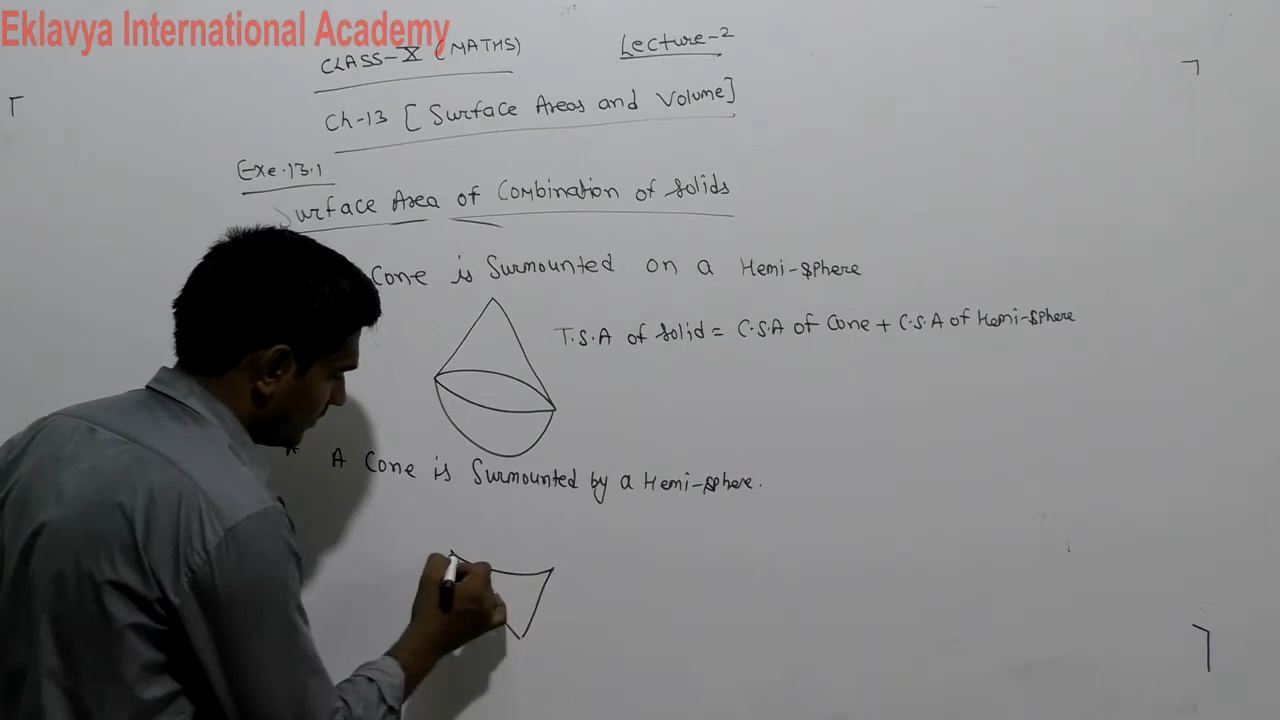 Eklavya International Academy
CLASS-X (MATHS) Lecture-2
Ch-13 [Surface Areas and Volume]
Exe.13.1
Surface Area of Combination of Solids
Cone is Surmounted on a Hemi-Sphere
T.S.A of Solid = C.S.A of Cone + C.S.A of Hemi-Sphere
A Cone is Surmounted by a Hemi-Sphere.